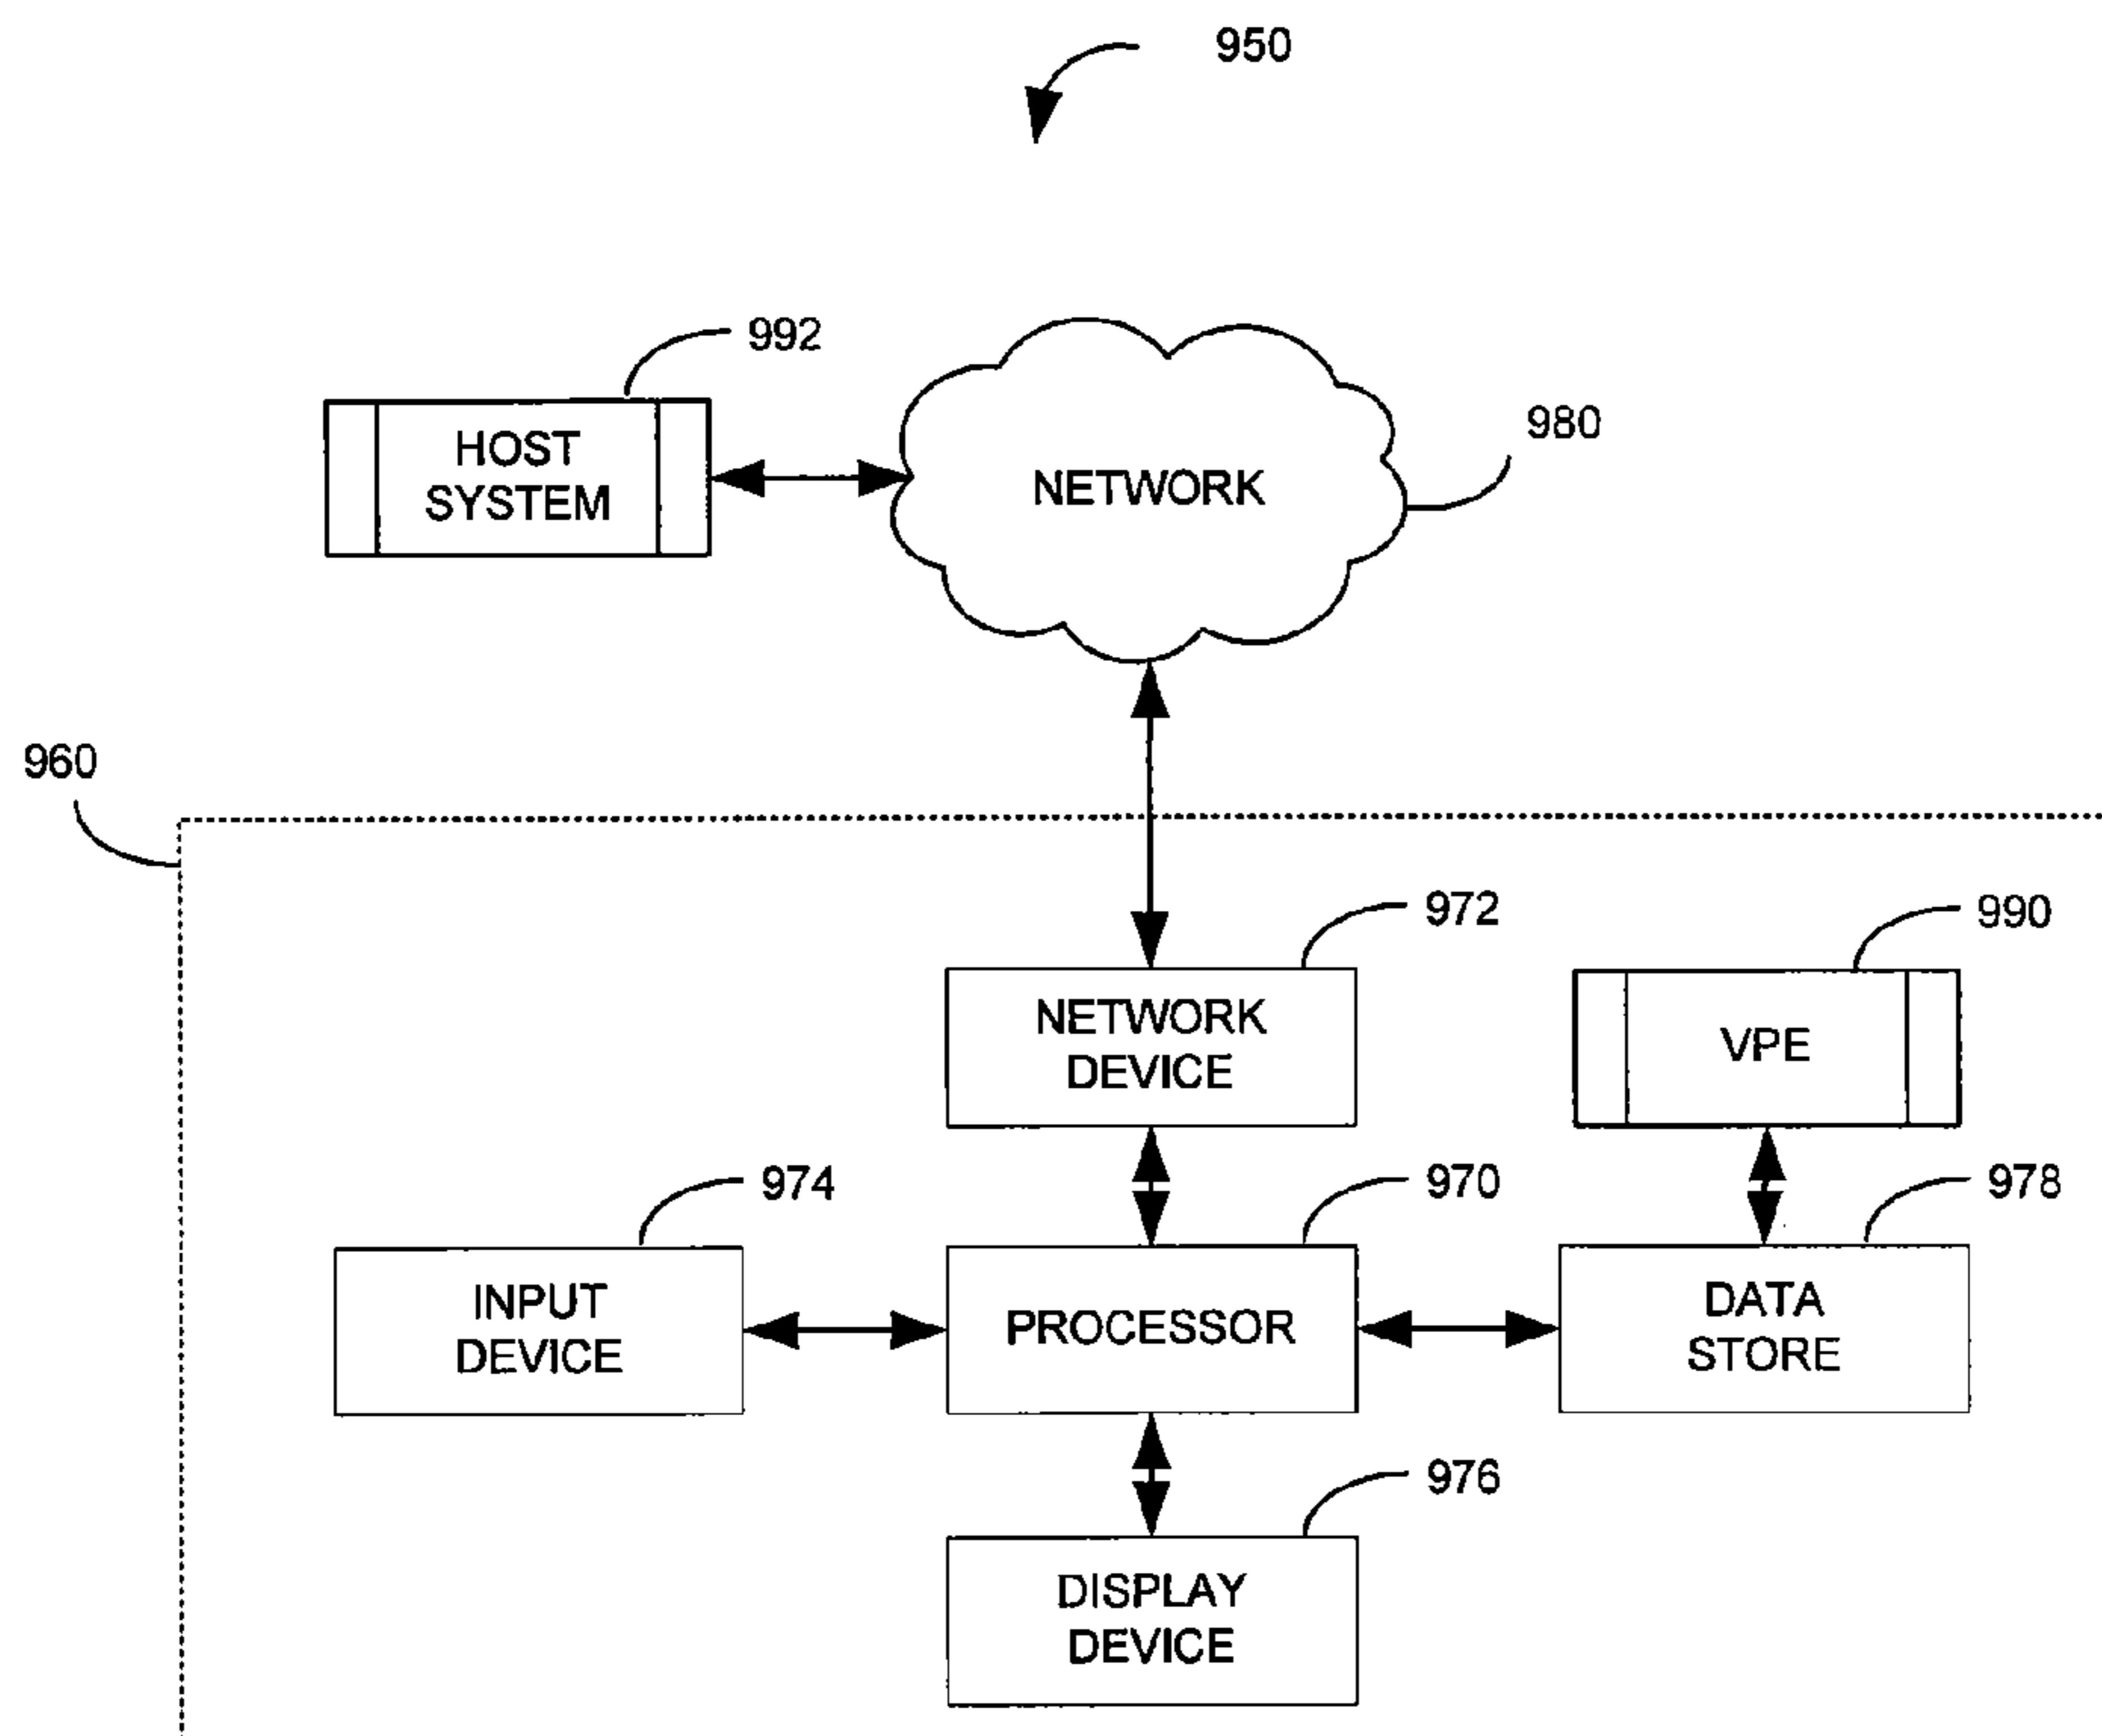 950
992
HOST
SYSTEM
NETWORK
980
960
972
NETWORK
DEVICE
990
VPE
974
INPUT
DEVICE
970
PROCESSOR
978
DATA
STORE
976
DISPLAY
DEVICE